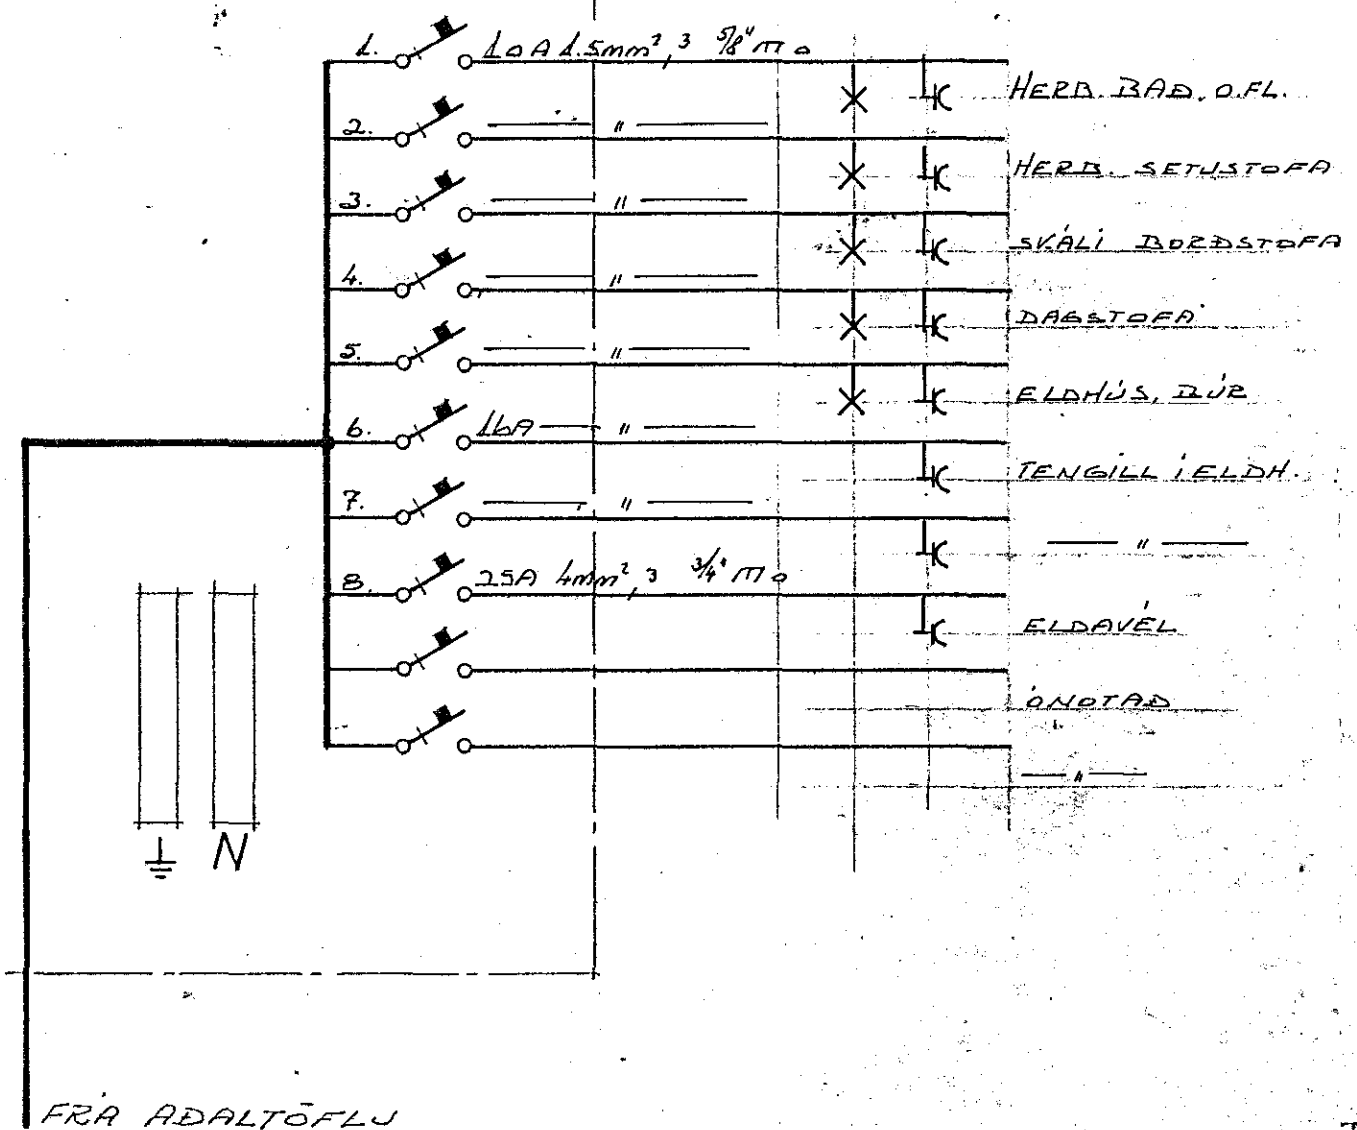 1. 10A 1.5mm², 3 5/8" HERB. BAÐ. O.FL.
2. — " — HERB. SETUSTOFA
3. — " — SVÁLI BORÐSTOFA
4. — " — DAGSTOFA
5. — " — ELDHÚS, BÚR
6. 16A — " — TENGILL Í ELDH.
7. — " — — " —
8. 25A 4mm², 3 3/4" ELDAVÉL
ÓNOTAÐ
— " —
N
FRÁ AÐALTÖFLU